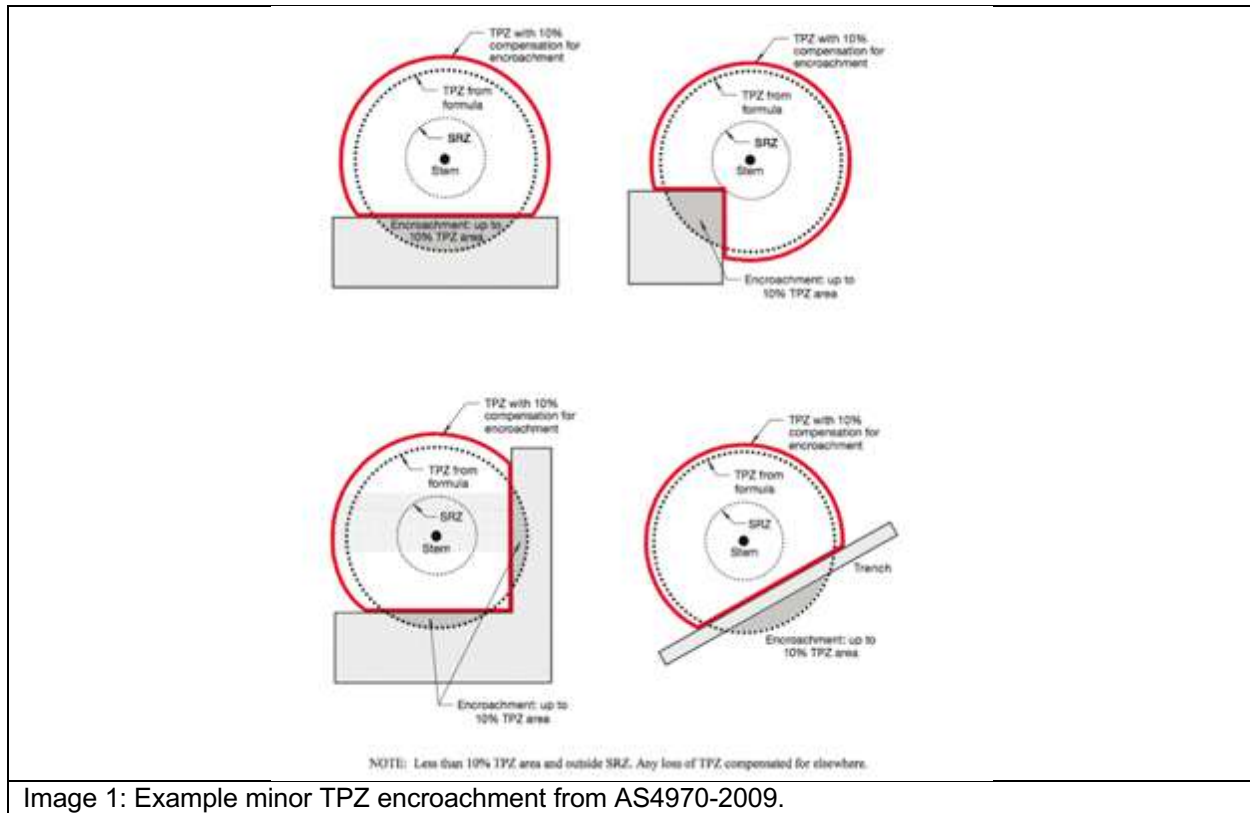 TPZ with 10%
compensation for
encroachment
TPZ from
formula
SRZ
Stem
Encroachment: up to
10% TPZ area
TPZ with 10%
compensation for
encroachment
TPZ from
formula
SRZ
Stem
Encroachment: up to
10% TPZ area
TPZ with 10%
compensation for
encroachment
TPZ from
formula
SRZ
Stem
Encroachment: up to
10% TPZ area
TPZ with 10%
compensation for
encroachment
TPZ from
formula
SRZ
Stem
Trench
Encroachment: up to
10% TPZ area
NOTE: Less than 10% TPZ area and outside SRZ. Any loss of TPZ compensated for elsewhere.
Image 1: Example minor TPZ encroachment from AS4970-2009.